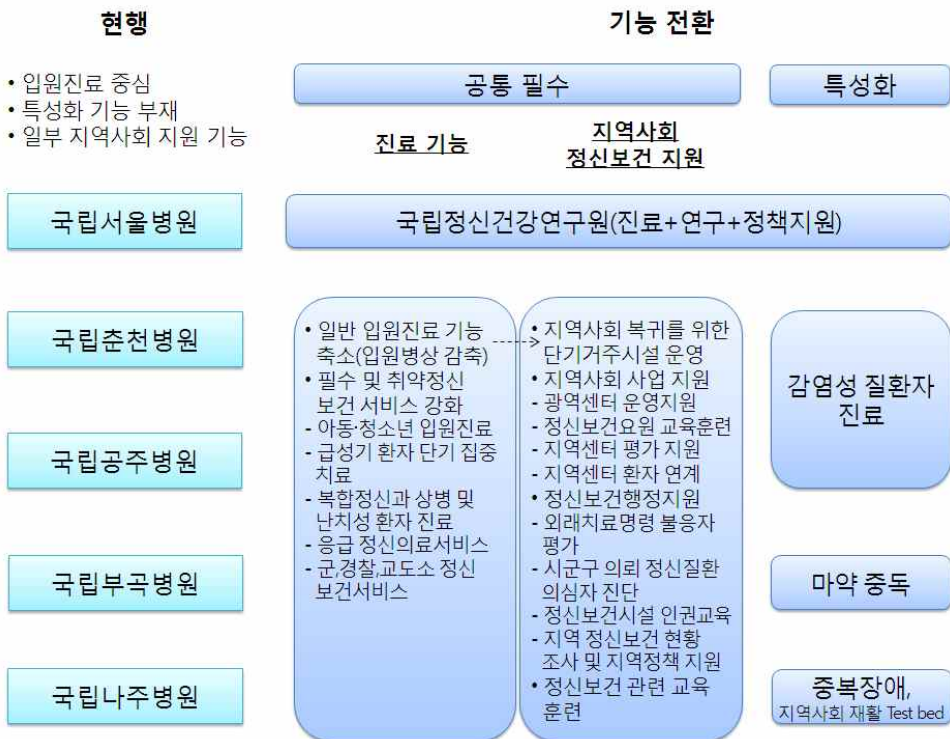 현행
• 입원진료 중심
• 특성화 기능 부재
• 일부 지역사회 지원 기능
기능 전환
공통 필수
특성화
진료 기능
지역사회
정신보건 지원
국립서울병원
국립정신건강연구원(진료+연구+정책지원)
국립춘천병원
국립공주병원
국립부곡병원
국립나주병원
• 일반 입원진료 기능
축소(입원병상 감축)
• 필수 및 취약정신
보건 서비스 강화
- 아동·청소년 입원진료
- 급성기 환자 단기 집중
치료
- 복합정신과 상병 및
난치성 환자 진료
- 응급 정신의료서비스
- 군,경찰,교도소 정신
보건서비스
• 지역사회 복귀를 위한
단기거주시설 운영
• 지역사회 사업 지원
- 광역센터 운영지원
- 정신보건요원 교육훈련
- 지역센터 평가 지원
- 지역센터 환자 연계
• 정신보건행정지원
- 외래치료명령 불응자
평가
- 시군구 의뢰 정신질환
의심자 진단
- 정신보건시설 인권교육
- 지역 정신보건 현황
조사 및 지역정책 지원
• 정신보건 관련 교육
훈련
감염성 질환자
진료
마약 중독
중복장애,
지역사회 재활 Test bed